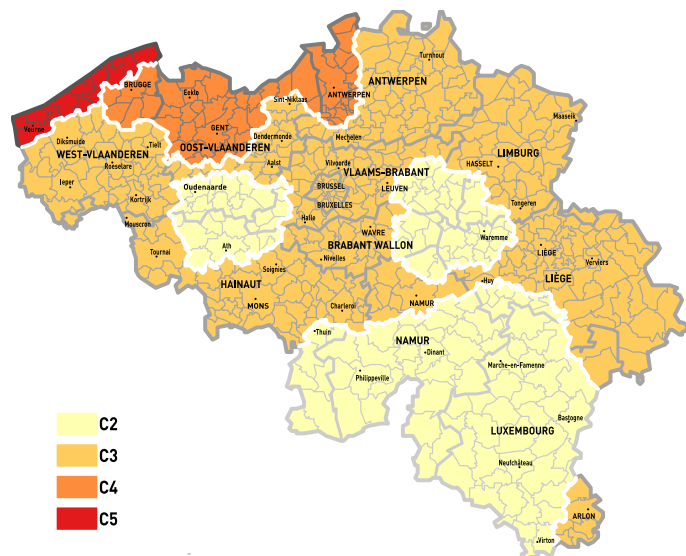 Turnhout
ANTWERPEN
BRUGGE
Eeklo
ANTWERPEN
Sint-Niklaas
Maaseik
Veurne
GENT
Diksmuide
Tielt
OOST-VLAANDEREN
Dendermonde
Mechelen
WEST-VLAANDEREN
Roeselare
Aalst
Vilvoorde
VLAAMS-BRABANT
HASSELT
LIMBURG
Ieper
Oudenaarde
BRUSSEL
LEUVEN
Kortrijk
BRUXELLES
Tongeren
Mouscron
Halle
WAVRE
Waremme
Ath
BRABANT WALLON
LIÈGE
Tournai
Nivelles
Verviers
Soignies
HAINAUT
Huy
LIÈGE
MONS
Charleroi
NAMUR
Thuin
NAMUR
Dinant
Marche-en-Famenne
Philippeville
Bastogne
C2
LUXEMBOURG
C3
Neufchâteau
C4
ARLON
C5
Virton